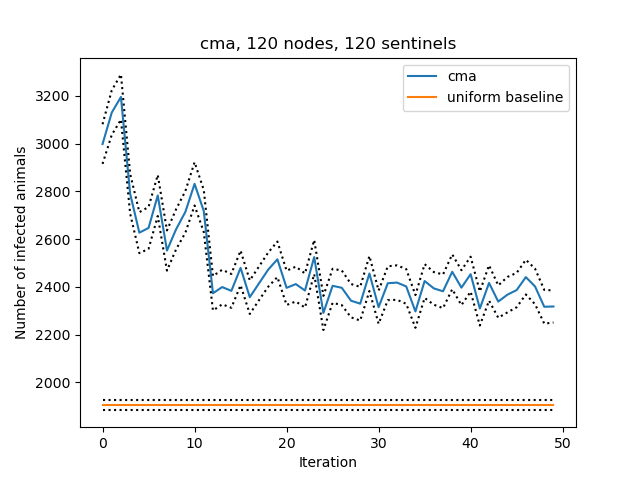 cma, 120 nodes, 120 sentinels
cma
uniform baseline
Number of infected animals
3200
3000
2800
2600
2400
2200
2000
0 10 20 30 40 50
Iteration